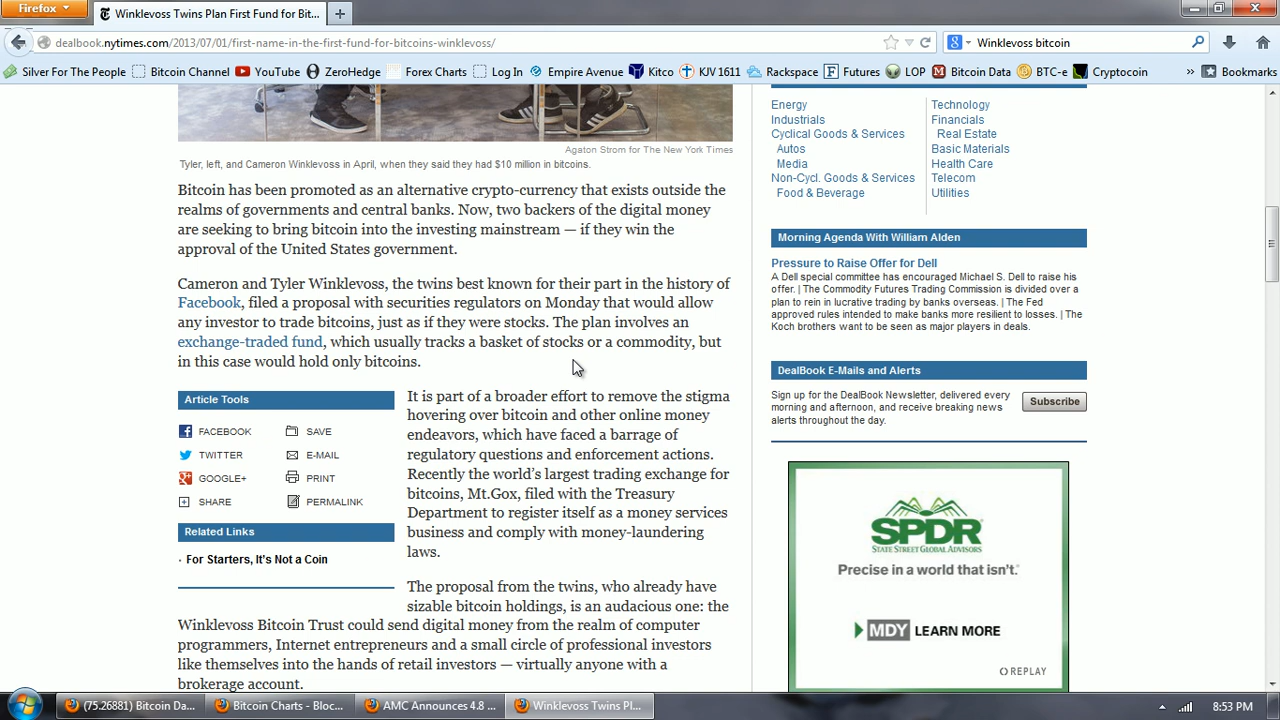 Firefox
Winklevoss Twins Plan First Fund for Bit...
dealbook.nytimes.com/2013/07/01/first-name-in-the-first-fund-for-bitcoins-winklevoss/
Winklevoss bitcoin
Silver For The People
Bitcoin Channel
YouTube
ZeroHedge
Forex Charts
Log In
Empire Avenue
Kitco
KJV 1611
Rackspace
Futures
LOP
Bitcoin Data
BTC-e
Cryptocoin
»
Bookmarks
Agaton Strom for The New York Times
Tyler, left, and Cameron Winklevoss in April, when they said they had $10 million in bitcoins.
Bitcoin has been promoted as an alternative crypto-currency that exists outside the
realms of governments and central banks. Now, two backers of the digital money
are seeking to bring bitcoin into the investing mainstream — if they win the
approval of the United States government.
Cameron and Tyler Winklevoss, the twins best known for their part in the history of
Facebook, filed a proposal with securities regulators on Monday that would allow
any investor to trade bitcoins, just as if they were stocks. The plan involves an
exchange-traded fund, which usually tracks a basket of stocks or a commodity, but
in this case would hold only bitcoins.
Article Tools
FACEBOOK
SAVE
TWITTER
E-MAIL
GOOGLE+
PRINT
SHARE
PERMALINK
Related Links
· For Starters, It's Not a Coin
It is part of a broader effort to remove the stigma
hovering over bitcoin and other online money
endeavors, which have faced a barrage of
regulatory questions and enforcement actions.
Recently the world's largest trading exchange for
bitcoins, Mt.Gox, filed with the Treasury
Department to register itself as a money services
business and comply with money-laundering
laws.
The proposal from the twins, who already have
sizable bitcoin holdings, is an audacious one: the
Winklevoss Bitcoin Trust could send digital money from the realm of computer
programmers, Internet entrepreneurs and a small circle of professional investors
like themselves into the hands of retail investors — virtually anyone with a
brokerage account.
Energy
Industrials
Cyclical Goods & Services
Autos
Media
Non-Cycl. Goods & Services
Food & Beverage
Technology
Financials
Real Estate
Basic Materials
Health Care
Telecom
Utilities
Morning Agenda With William Alden
Pressure to Raise Offer for Dell
A Dell special committee has encouraged Michael S. Dell to raise his
offer. | The Commodity Futures Trading Commission is divided over a
plan to rein in lucrative trading by banks overseas. | The Fed
approved rules intended to make banks more resilient to losses. | The
Koch brothers want to be seen as major players in deals.
DealBook E-Mails and Alerts
Sign up for the DealBook Newsletter, delivered every
morning and afternoon, and receive breaking news
alerts throughout the day.
Subscribe
SPDR®
STATE STREET GLOBAL ADVISORS
Precise in a world that isn't.
MDY LEARN MORE
REPLAY
(75.26881) Bitcoin Da...
Bitcoin Charts - Bloc...
AMC Announces 4.8 ...
Winklevoss Twins Pl...
8:53 PM